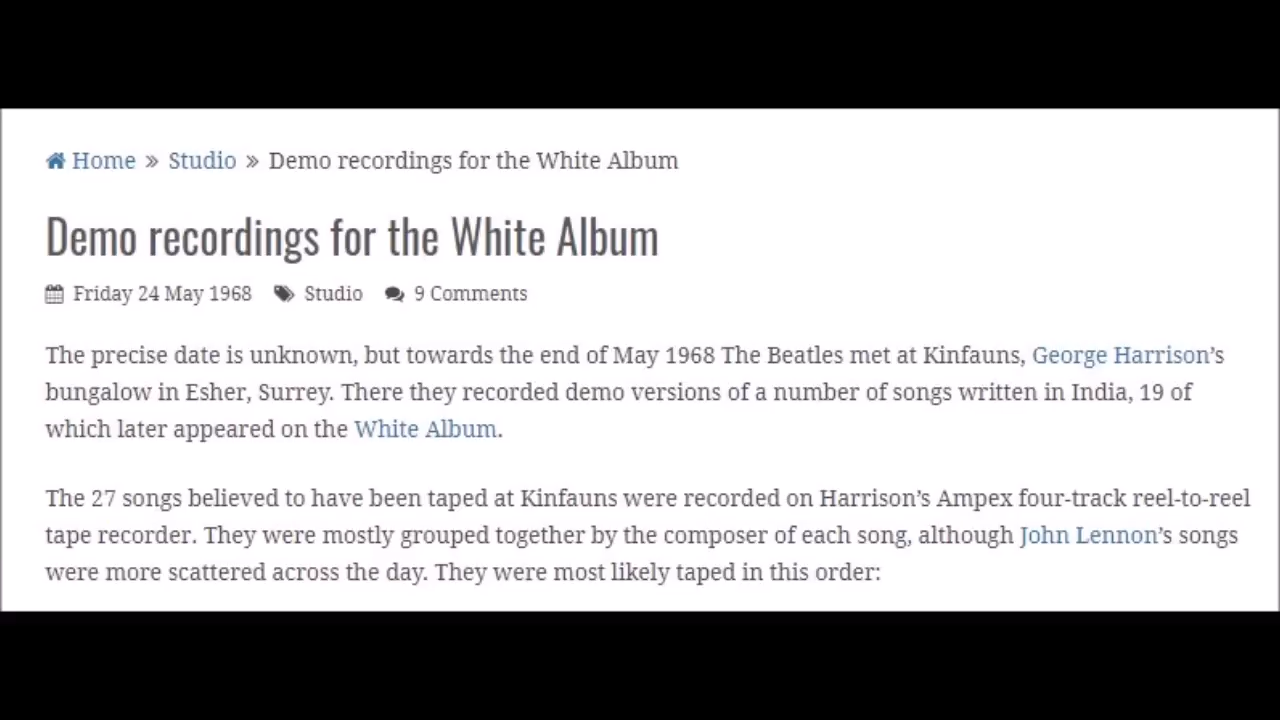 Home » Studio » Demo recordings for the White Album
Demo recordings for the White Album
Friday 24 May 1968 Studio 9 Comments
The precise date is unknown, but towards the end of May 1968 The Beatles met at Kinfauns, George Harrison’s
bungalow in Esher, Surrey. There they recorded demo versions of a number of songs written in India, 19 of
which later appeared on the White Album.
The 27 songs believed to have been taped at Kinfauns were recorded on Harrison’s Ampex four-track reel-to-reel
tape recorder. They were mostly grouped together by the composer of each song, although John Lennon’s songs
were more scattered across the day. They were most likely taped in this order: